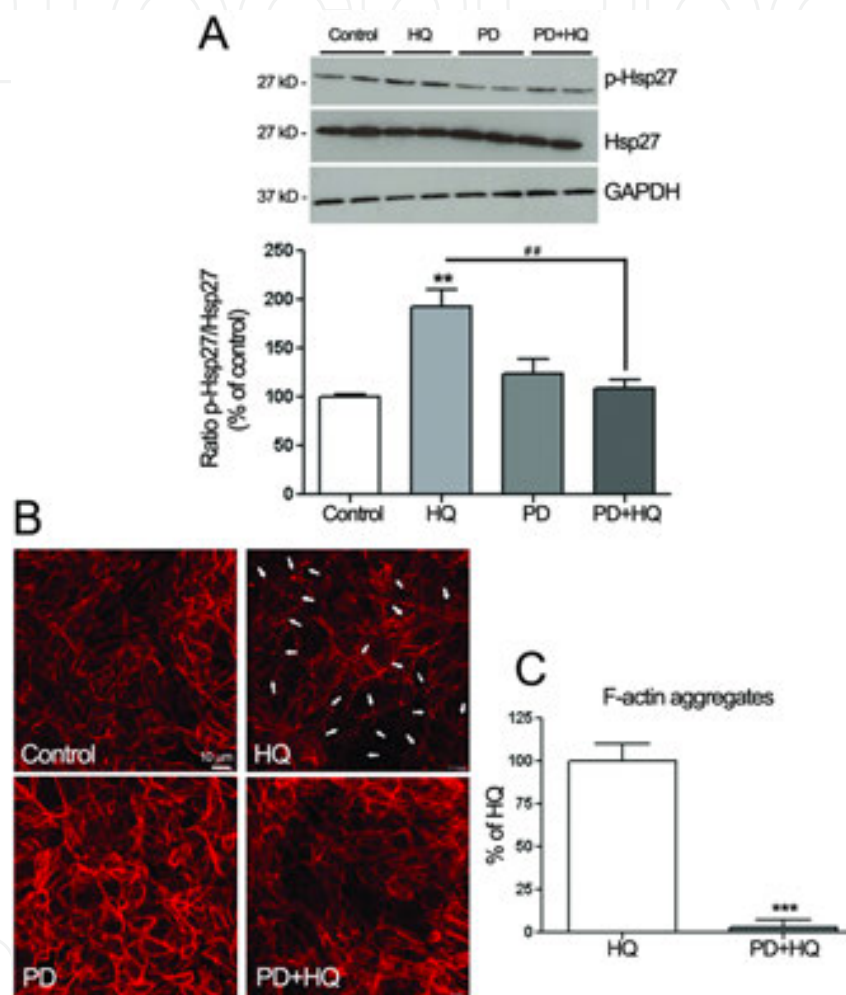 A
Control HQ PD PD+HQ
27 kD - p-Hsp27
27 kD - Hsp27
37 kD - GAPDH
Ratio p-Hsp27/Hsp27
(% of control)
250
200
150
100
50
0
**
##
Control HQ PD PD+HQ
B
Control
10 µm
HQ
PD
PD+HQ
C
F-actin aggregates
% of HQ
125
100
50
25
0
***
HQ PD+HQ